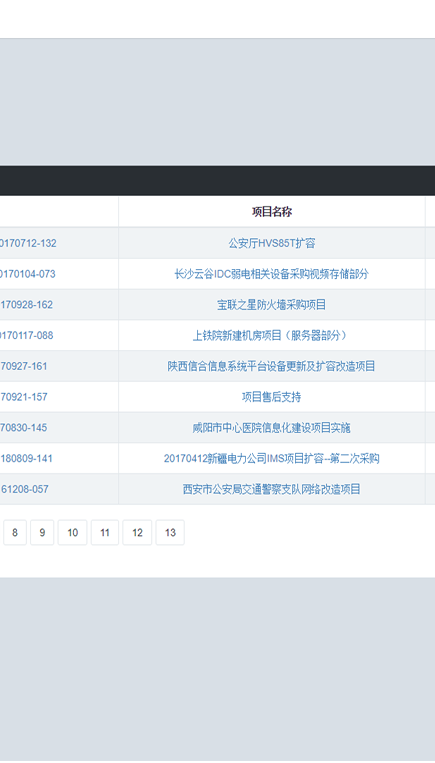 项目名称
0170712-132 公安厅HVS85T扩容
0170104-073 长沙云谷IDC弱电相关设备采购视频存储部分
170928-162 宝联之星防火墙采购项目
0170117-088 上铁院新建机房项目（服务器部分）
70927-161 陕西信合信息系统平台设备更新及扩容改造项目
70921-157 项目售后支持
70830-145 咸阳市中心医院信息化建设项目实施
180809-141 20170412新疆电力公司IMS项目扩容--第二次采购
61208-057 西安市公安局交通警察支队网络改造项目
8 9 10 11 12 13